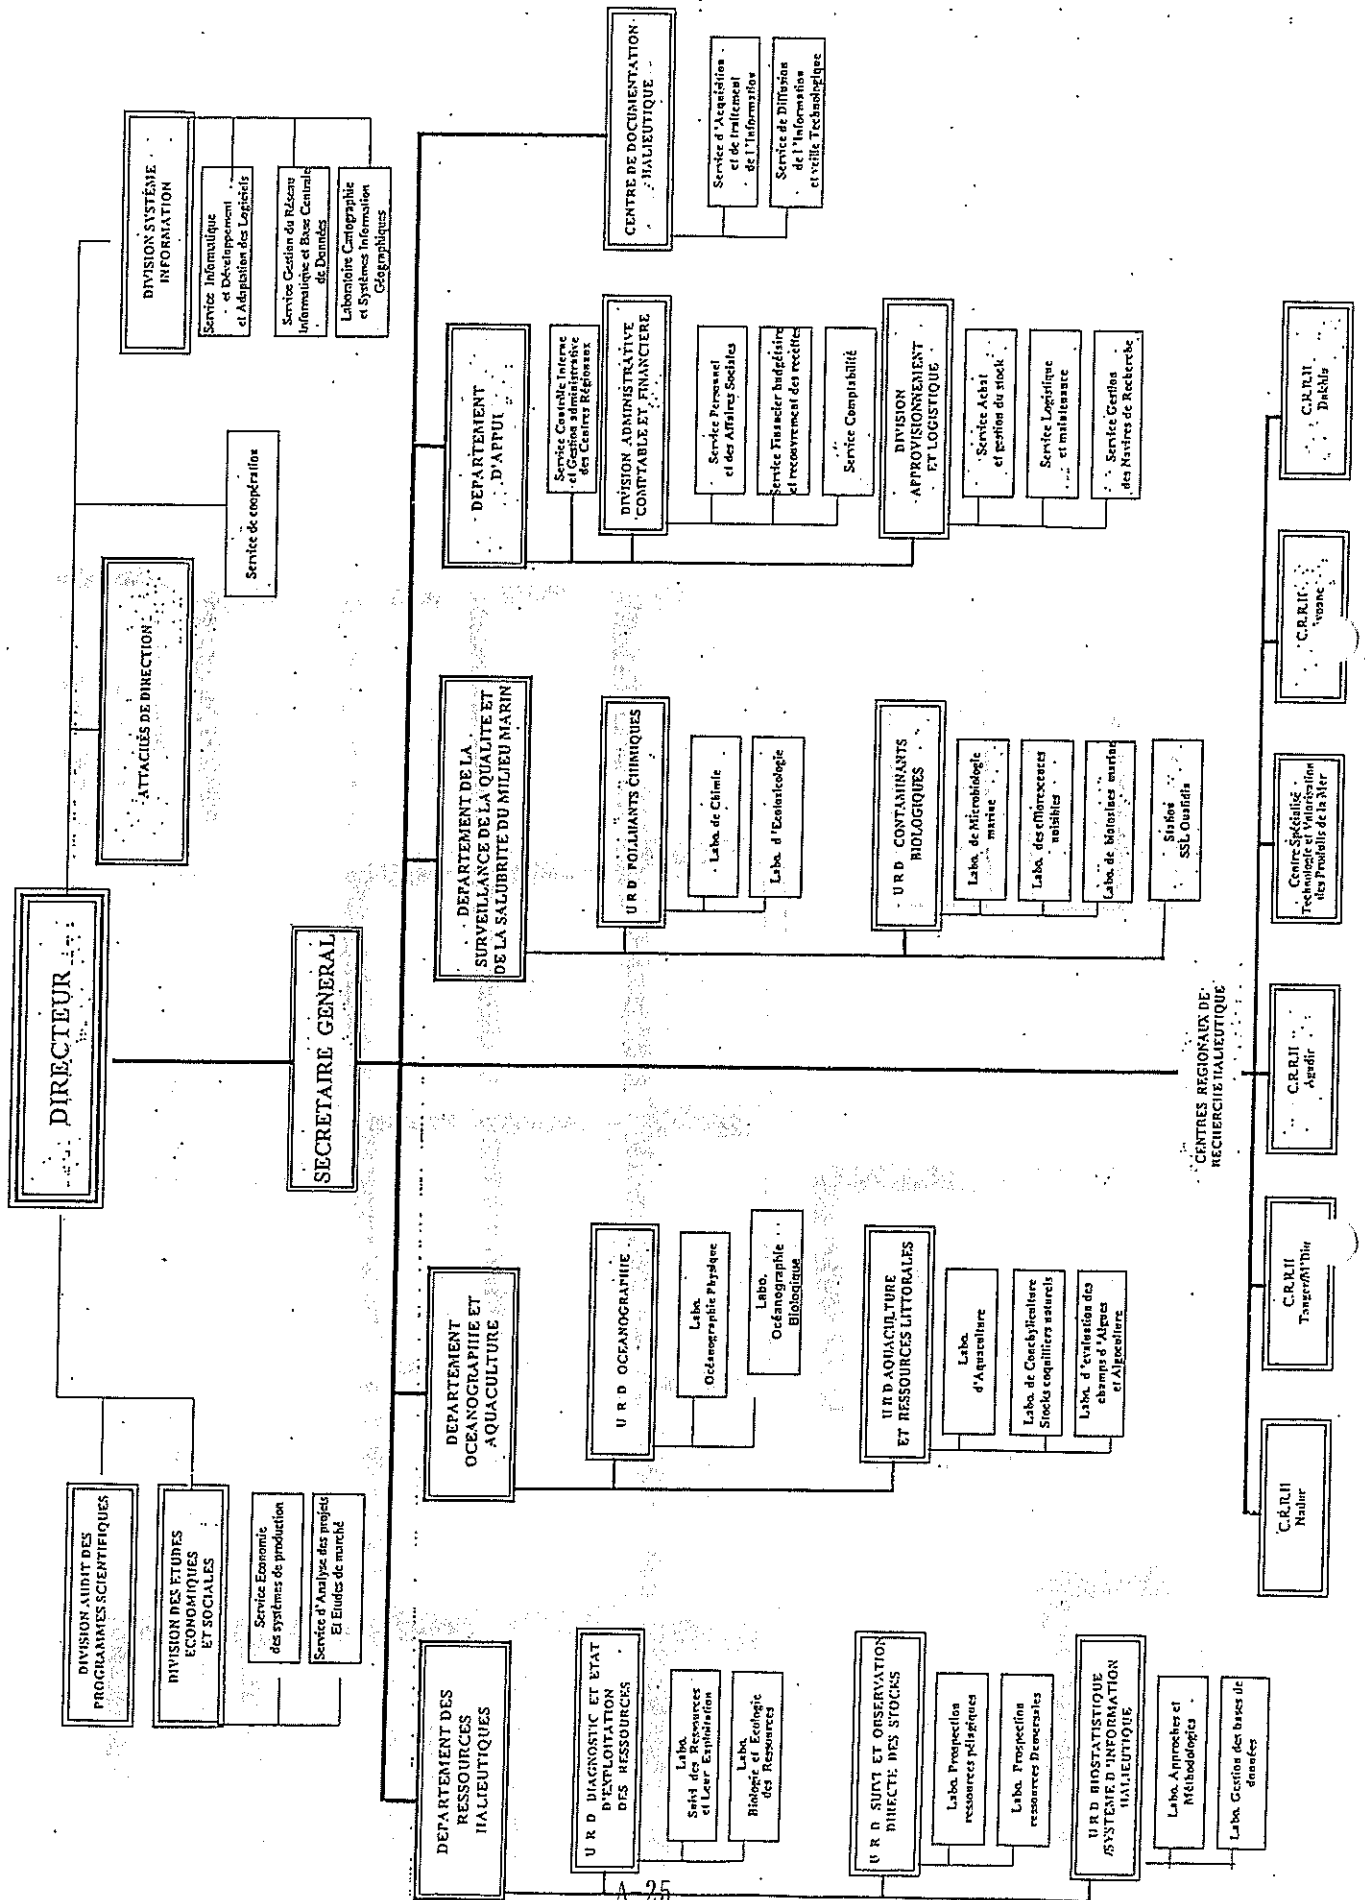 DIRECTEUR
ATTACHÉS DE DIRECTION
Service de coopération
DIVISION SYSTÈME
INFORMATION
Service Informatique
et Développement
et Adaptation des Logiciels
Service Gestion du Réseau
Informatique et Base Centrale
de Données
Laboratoire Cartographie
et Systèmes Information
Géographiques
DIVISION AUDIT DES
PROGRAMMES SCIENTIFIQUES
DIVISION DES ETUDES
ECONOMIQUES
ET SOCIALES
Service Economie
des systèmes de production
Service d'Analyse des projets
Et Etudes de marché
SECRETAIRE GENERAL
DEPARTEMENT DES
RESSOURCES
HALIEUTIQUES
U R D DIAGNOSTIC ET ETAT
D'EXPLOITATION
DES RESSOURCES
Labo.
Suivi des Ressources
et Leur Exploitation
Labo.
Biologie et Ecologie
des Ressources
U R D SUIVI ET OBSERVATION
DIRECTE DES STOCKS
Labo. Prospection
ressources pélagiques
Labo. Prospection
ressources Demersales
U R D BIOSTATISTIQUE
/SYSTEME D'INFORMATION
HALIEUTIQUE
Labo. Approches et
Méthodologies
Labo. Gestion des bases de
données
DEPARTEMENT
OCEANOGRAPHIE ET
AQUACULTURE
U R D OCEANOGRAPHIE
Labo.
Océanographie Physique
Labo.
Océanographie
Biologique
U R D AQUACULTURE
ET RESSOURCES LITTORALES
Labo.
d'Aquaculture
Labo. de Conchyliculture
Stocks coquilliers naturels
Labo. d'evaluation des
champs d'Algues
et Algoculture
DEPARTEMENT DE LA
SURVEILLANCE DE LA QUALITE ET
DE LA SALUBRITE DU MILIEU MARIN
U R D POLLUANTS CHIMIQUES
Labo. de Chimie
Labo. d'Ecotoxicologie
U R D CONTAMINANTS
BIOLOGIQUES
Labo. de Microbiologie
marine
Labo. des efflorescences
nuisibles
Labo. de biotoxines marine
Station
SSL Oualidia
DEPARTEMENT
D'APPUI
Service Contrôle Interne
et Gestion administrative
des Centres Régionaux
DIVISION ADMINISTRATIVE
COMPTABLE ET FINANCIERE
Service Personnel
et des Affaires Sociales
Service Financier budgétaire
et recouvrement des recettes
Service Comptabilité
DIVISION
APPROVISIONNEMENT
ET LOGISTIQUE
Service Achat
et gestion du stock
Service Logistique
et maintenance
Service Gestion
des Navires de Recherche
CENTRE DE DOCUMENTATION
HALIEUTIQUE
Service d'Acquisition
et de traitement
de l'Information
Service de Diffusion
de l'Information
et veille Technologique
CENTRES REGIONAUX DE
RECHERCHE HALIEUTIQUE
C.R.R.H
Nador
C.R.R.H
Tanger/M'Diq
C.R.R.H
Agadir
Centre Spécialisé
Technologie et Valorisation
des Produits de la Mer
C.R.R.H
C.R.R.H
Dakhla
A-25